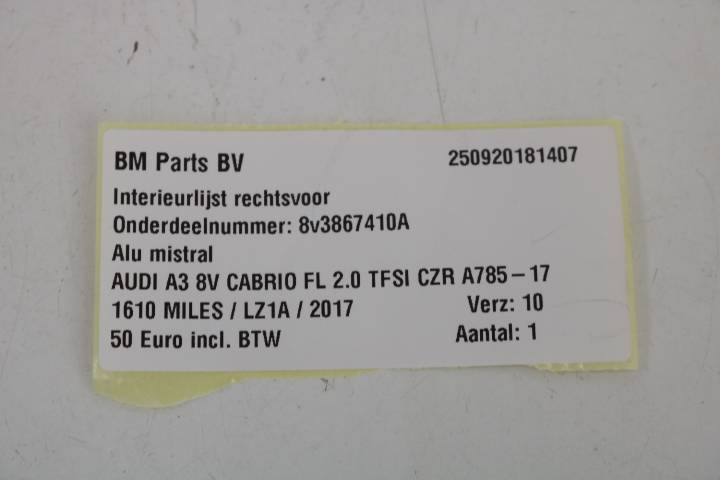 BM Parts BV 250920181407
Interieurlijst rechtsvoor
Onderdeelnummer: 8v3867410A
Alu mistral
AUDI A3 8V CABRIO FL 2.0 TFSI CZR A785-17
1610 MILES / LZ1A / 2017 Verz: 10
50 Euro incl. BTW Aantal: 1